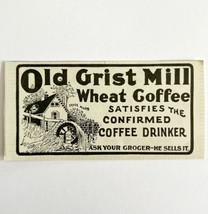 Old Grist Mill
Wheat Coffee
SATISFIES THE
CONFIRMED
COFFEE DRINKER
ASK YOUR GROCER-HE SELLS IT.